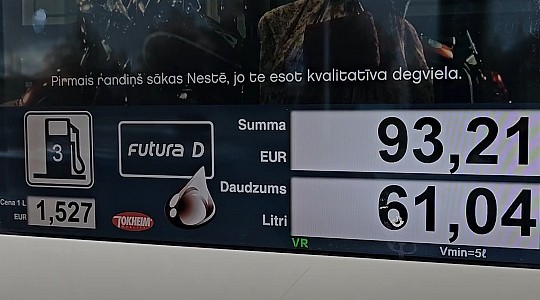 Pirmais randiņš sākas Nestē, jo te esot kvalitatīva degviela.
3
Futura D
Summa
EUR
93,21
Cena 1 L
EUR
1,527
TOKHEIM
Daudzums
Litri
61,04
VR
Vmin=5ℓ